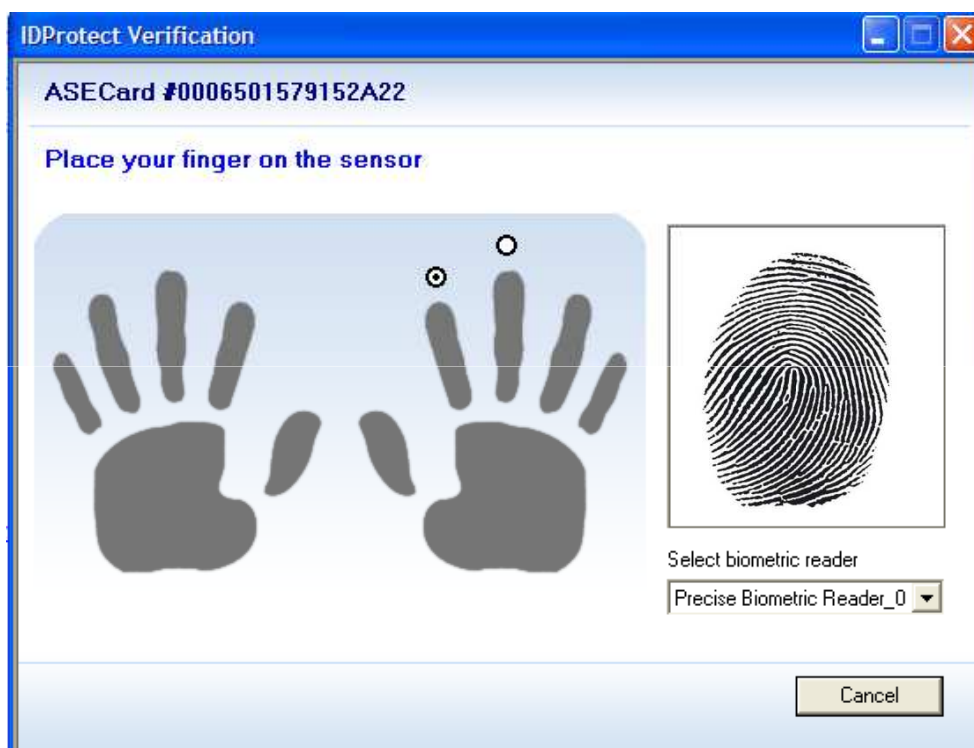 IDProtect Verification
ASECard #0006501579152A22
Place your finger on the sensor
Select biometric reader
Precise Biometric Reader_0
Cancel